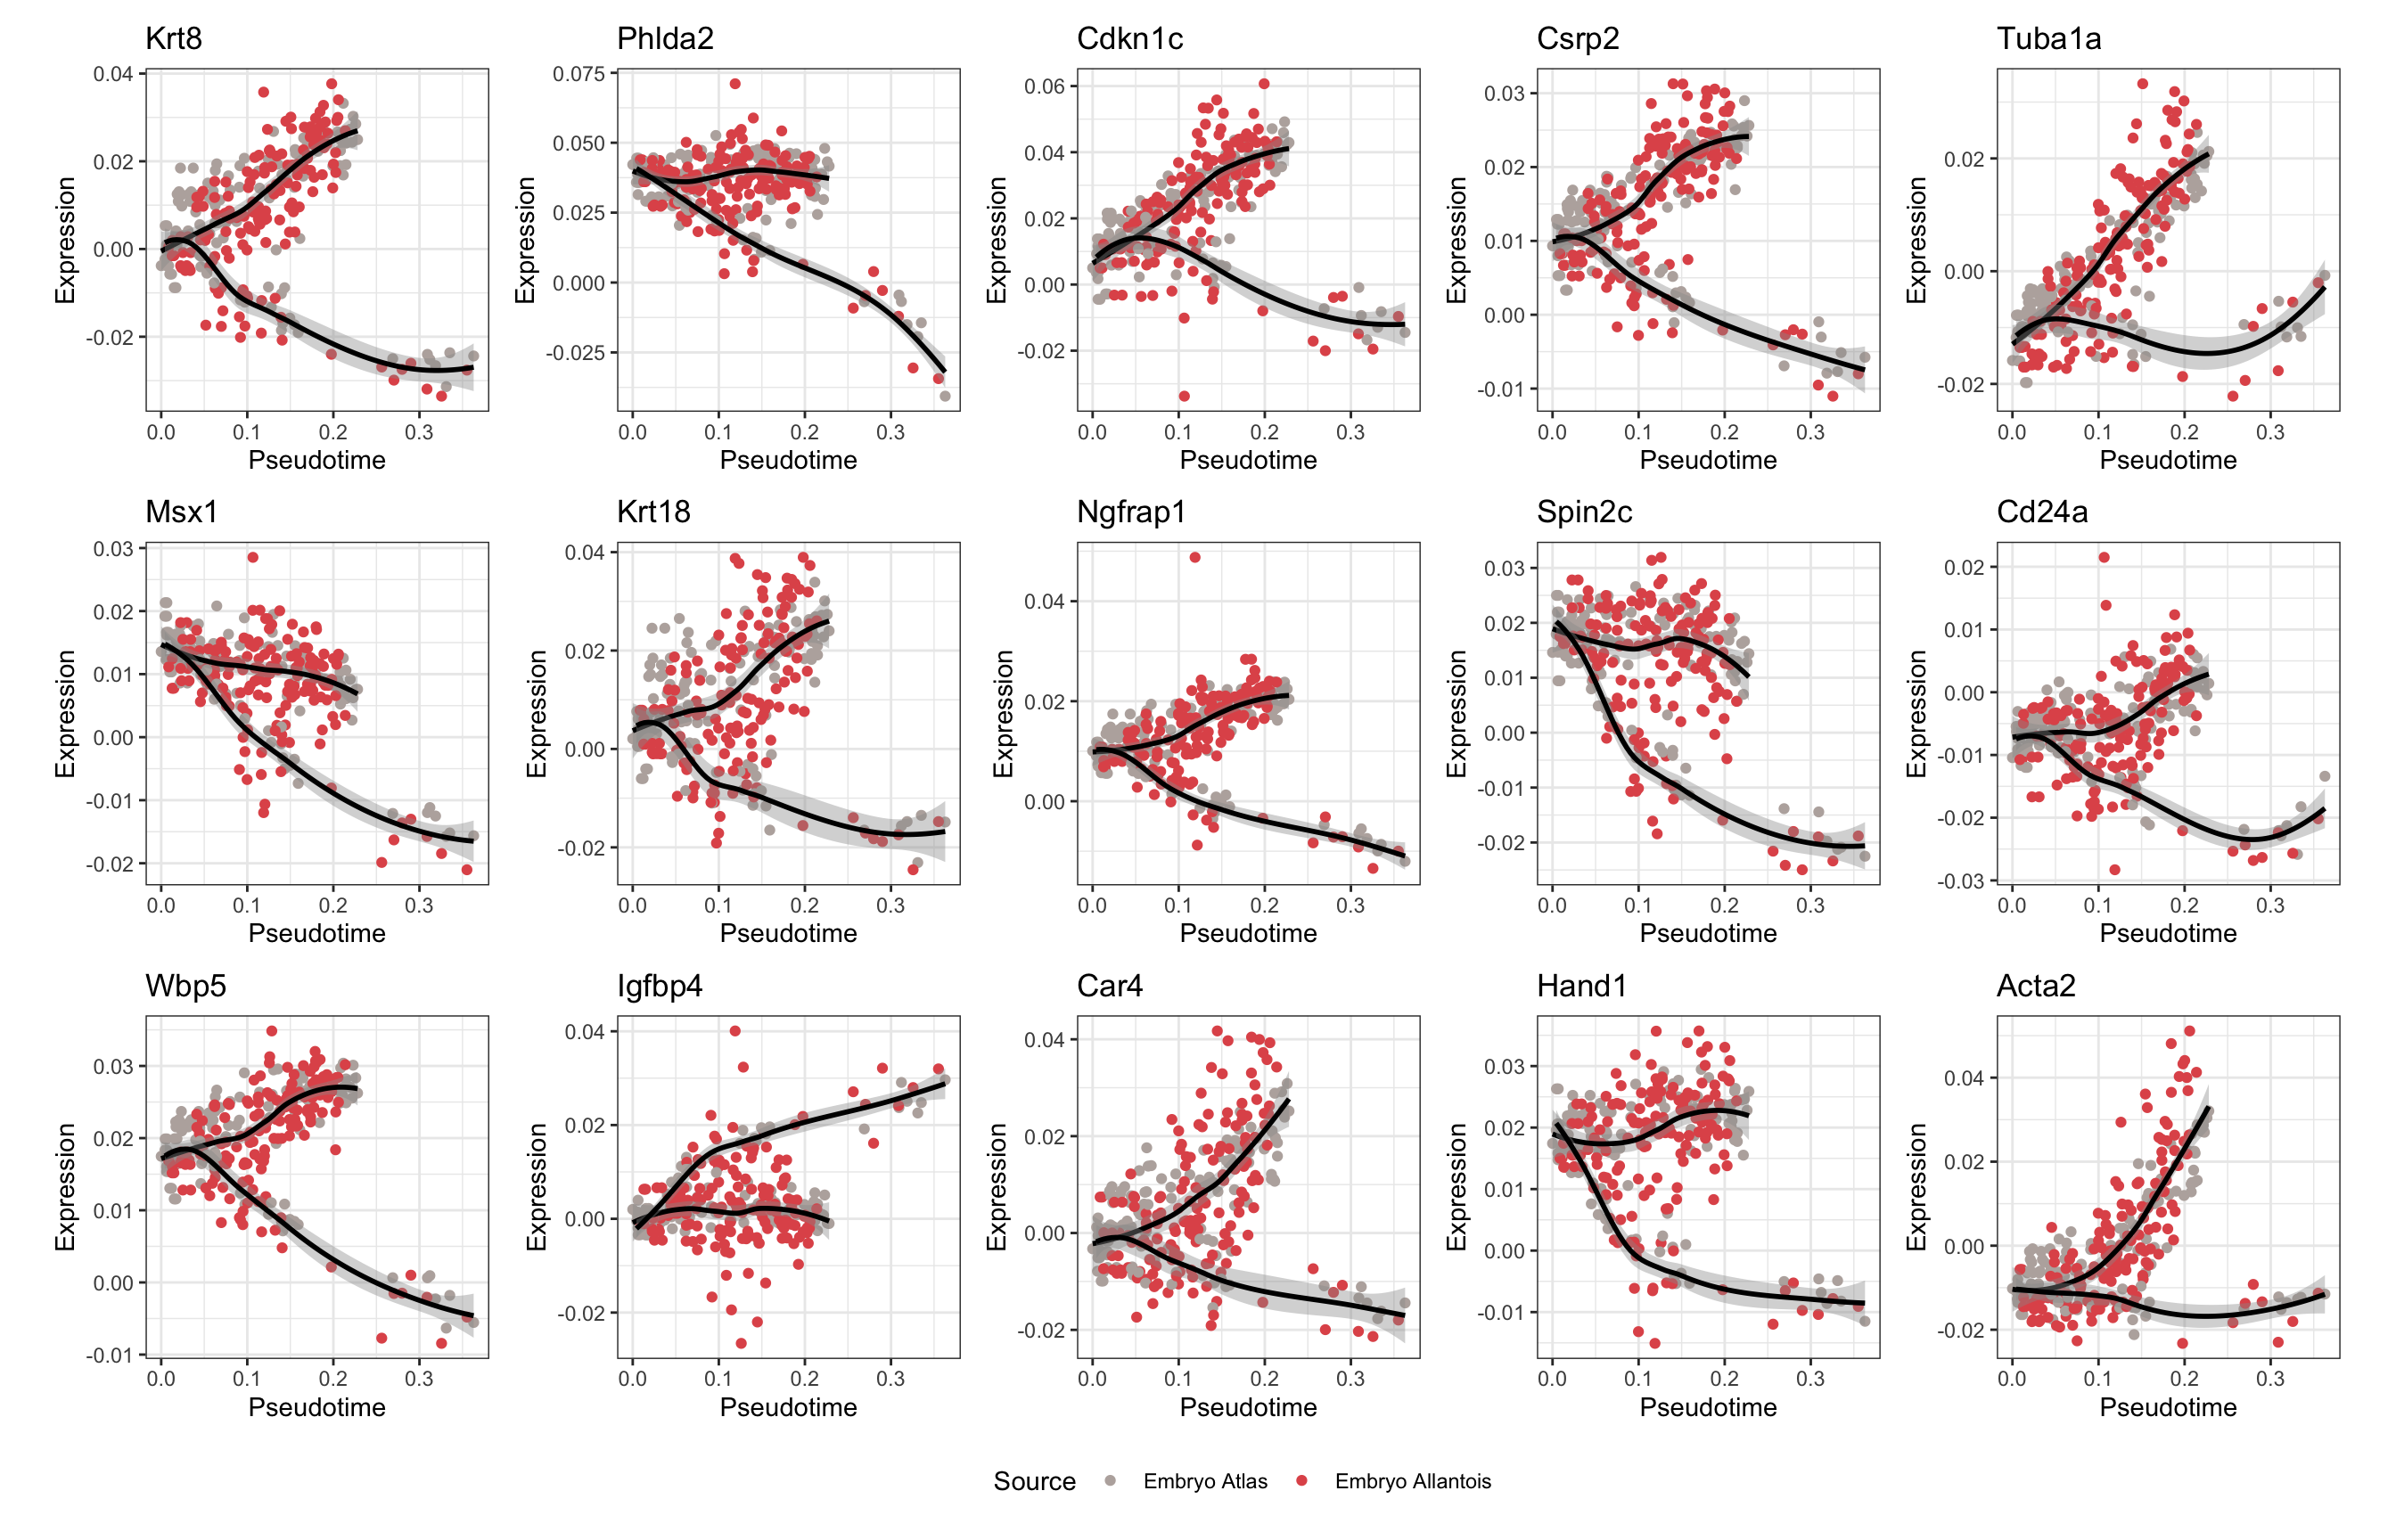 Krt8 Phlda2 Cdkn1c Csrp2 Tuba1a
0.04 0.02 0.00 -0.02
Expression
0.0 0.1 0.2 0.3
Pseudotime
0.075 0.050 0.025 0.000 -0.025
Expression
0.0 0.1 0.2 0.3
Pseudotime
0.06 0.04 0.02 0.00 -0.02
Expression
0.0 0.1 0.2 0.3
Pseudotime
0.03 0.02 0.01 0.00 -0.01
Expression
0.0 0.1 0.2 0.3
Pseudotime
0.02 0.00 -0.02
Expression
0.0 0.1 0.2 0.3
Pseudotime
Msx1 Krt18 Ngfrap1 Spin2c Cd24a
0.03 0.02 0.01 0.00 -0.01 -0.02
Expression
0.0 0.1 0.2 0.3
Pseudotime
0.04 0.02 0.00 -0.02
Expression
0.0 0.1 0.2 0.3
Pseudotime
0.04 0.02 0.00
Expression
0.0 0.1 0.2 0.3
Pseudotime
0.03 0.02 0.01 0.00 -0.01 -0.02
Expression
0.0 0.1 0.2 0.3
Pseudotime
0.02 0.01 0.00 -0.01 -0.02 -0.03
Expression
0.0 0.1 0.2 0.3
Pseudotime
Wbp5 Igfbp4 Car4 Hand1 Acta2
0.03 0.02 0.01 0.00 -0.01
Expression
0.0 0.1 0.2 0.3
Pseudotime
0.04 0.02 0.00 -0.02
Expression
0.0 0.1 0.2 0.3
Pseudotime
0.04 0.02 0.00 -0.02
Expression
0.0 0.1 0.2 0.3
Pseudotime
0.03 0.02 0.01 0.00 -0.01
Expression
0.0 0.1 0.2 0.3
Pseudotime
0.04 0.02 0.00 -0.02
Expression
0.0 0.1 0.2 0.3
Pseudotime
Source Embryo Atlas Embryo Allantois